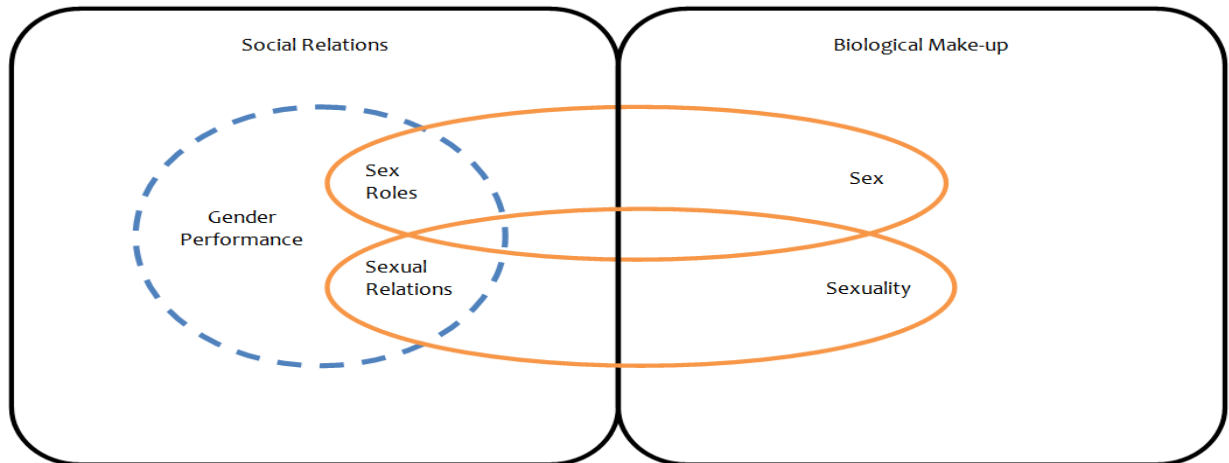 Social Relations
Biological Make-up
Sex
Roles
Sex
Gender
Performance
Sexual
Relations
Sexuality